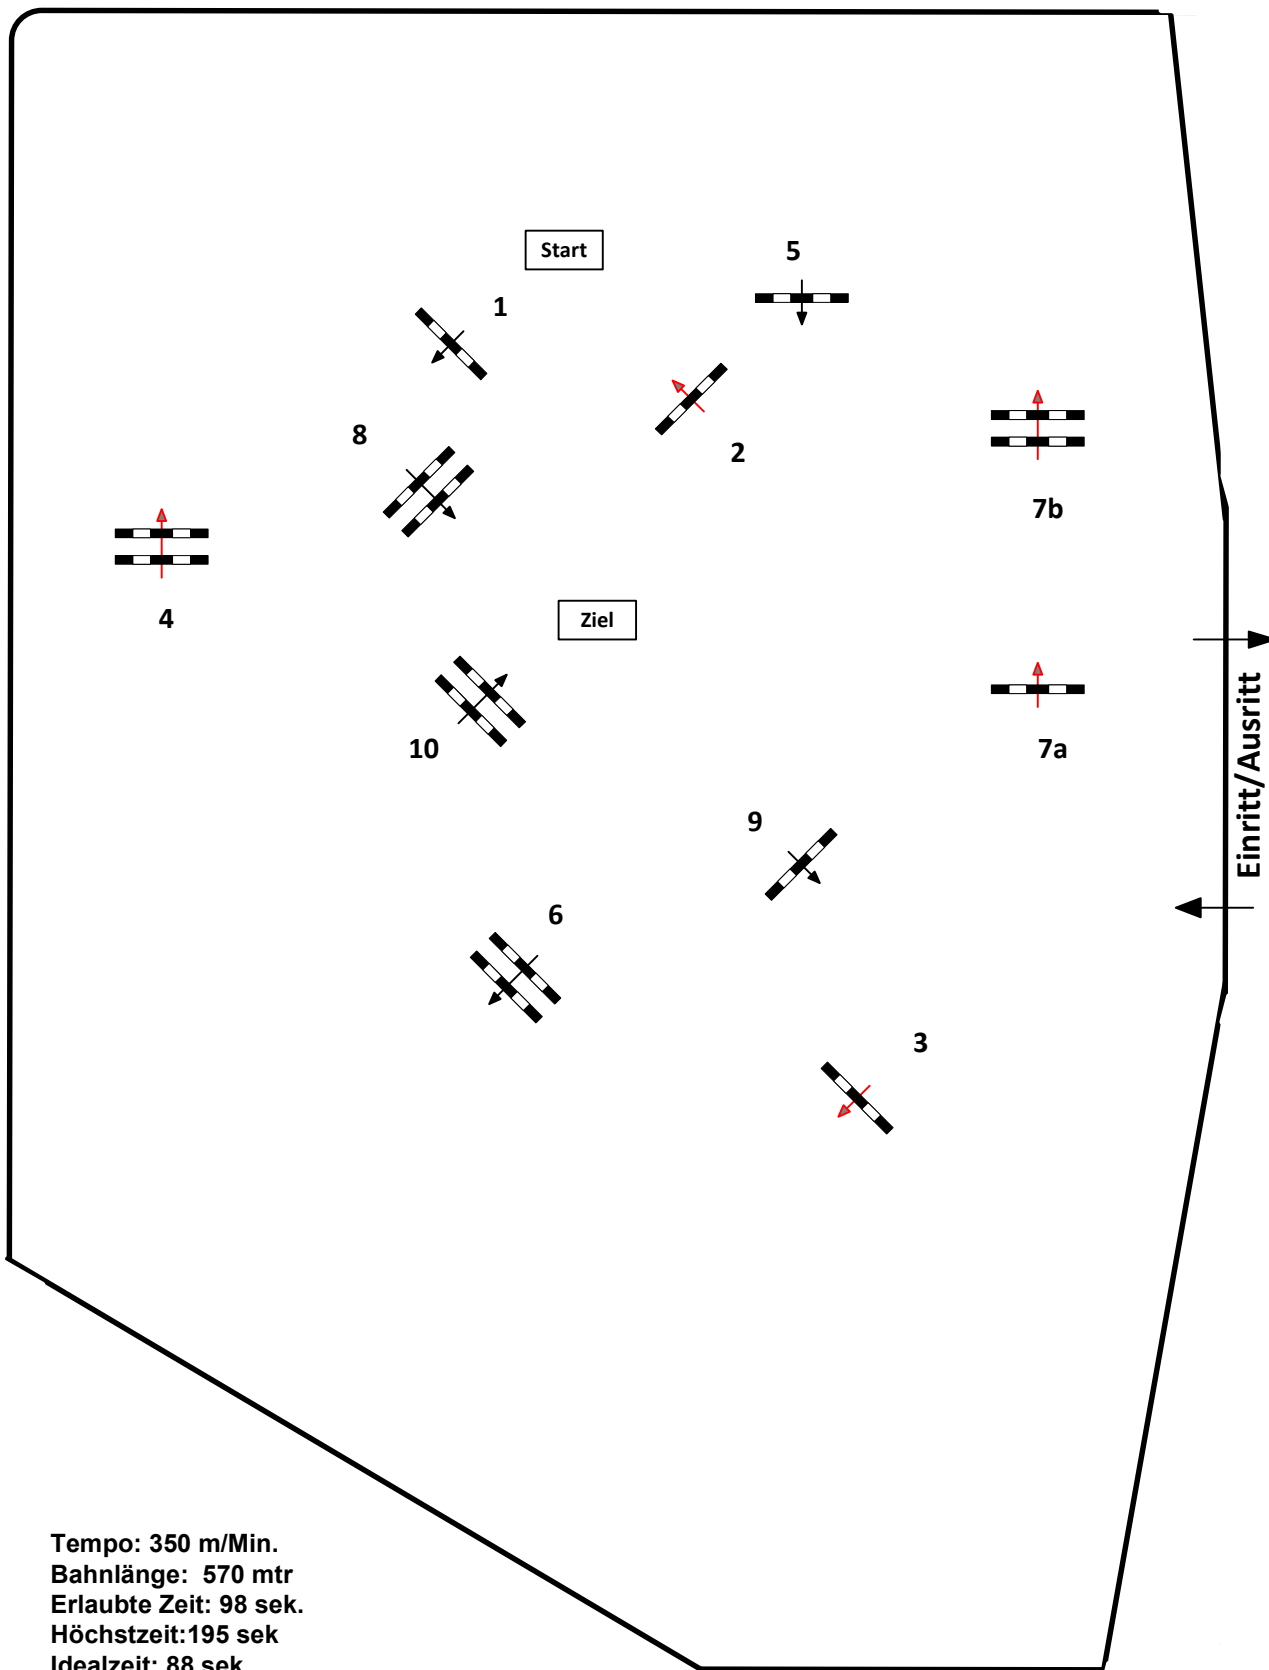 Start
5
1
8
2
7b
4
Ziel
10
7a
Einritt/Ausritt
9
6
3
Tempo: 350 m/Min.
Bahnlänge: 570 mtr
Erlaubte Zeit: 98 sek.
Höchstzeit:195 sek
Idealzeit: 88 sek